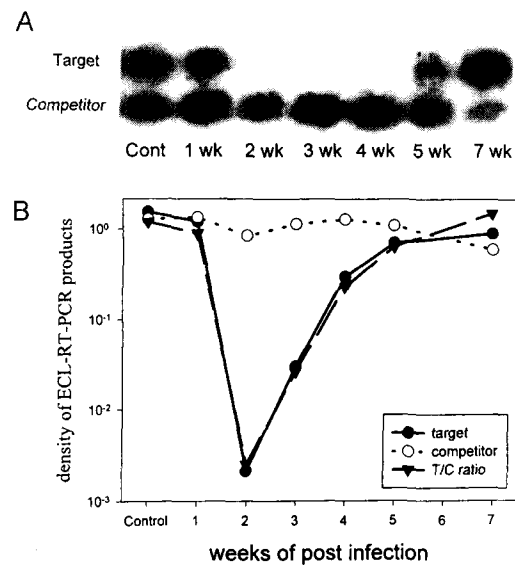 A
Target
Competitor
Cont 1 wk 2 wk 3 wk 4 wk 5 wk 7 wk
B
density of ECL-RT-PCR products
10⁰
10⁻¹
10⁻²
10⁻³
target
competitor
T/C ratio
Control 1 2 3 4 5 6 7
weeks of post infection